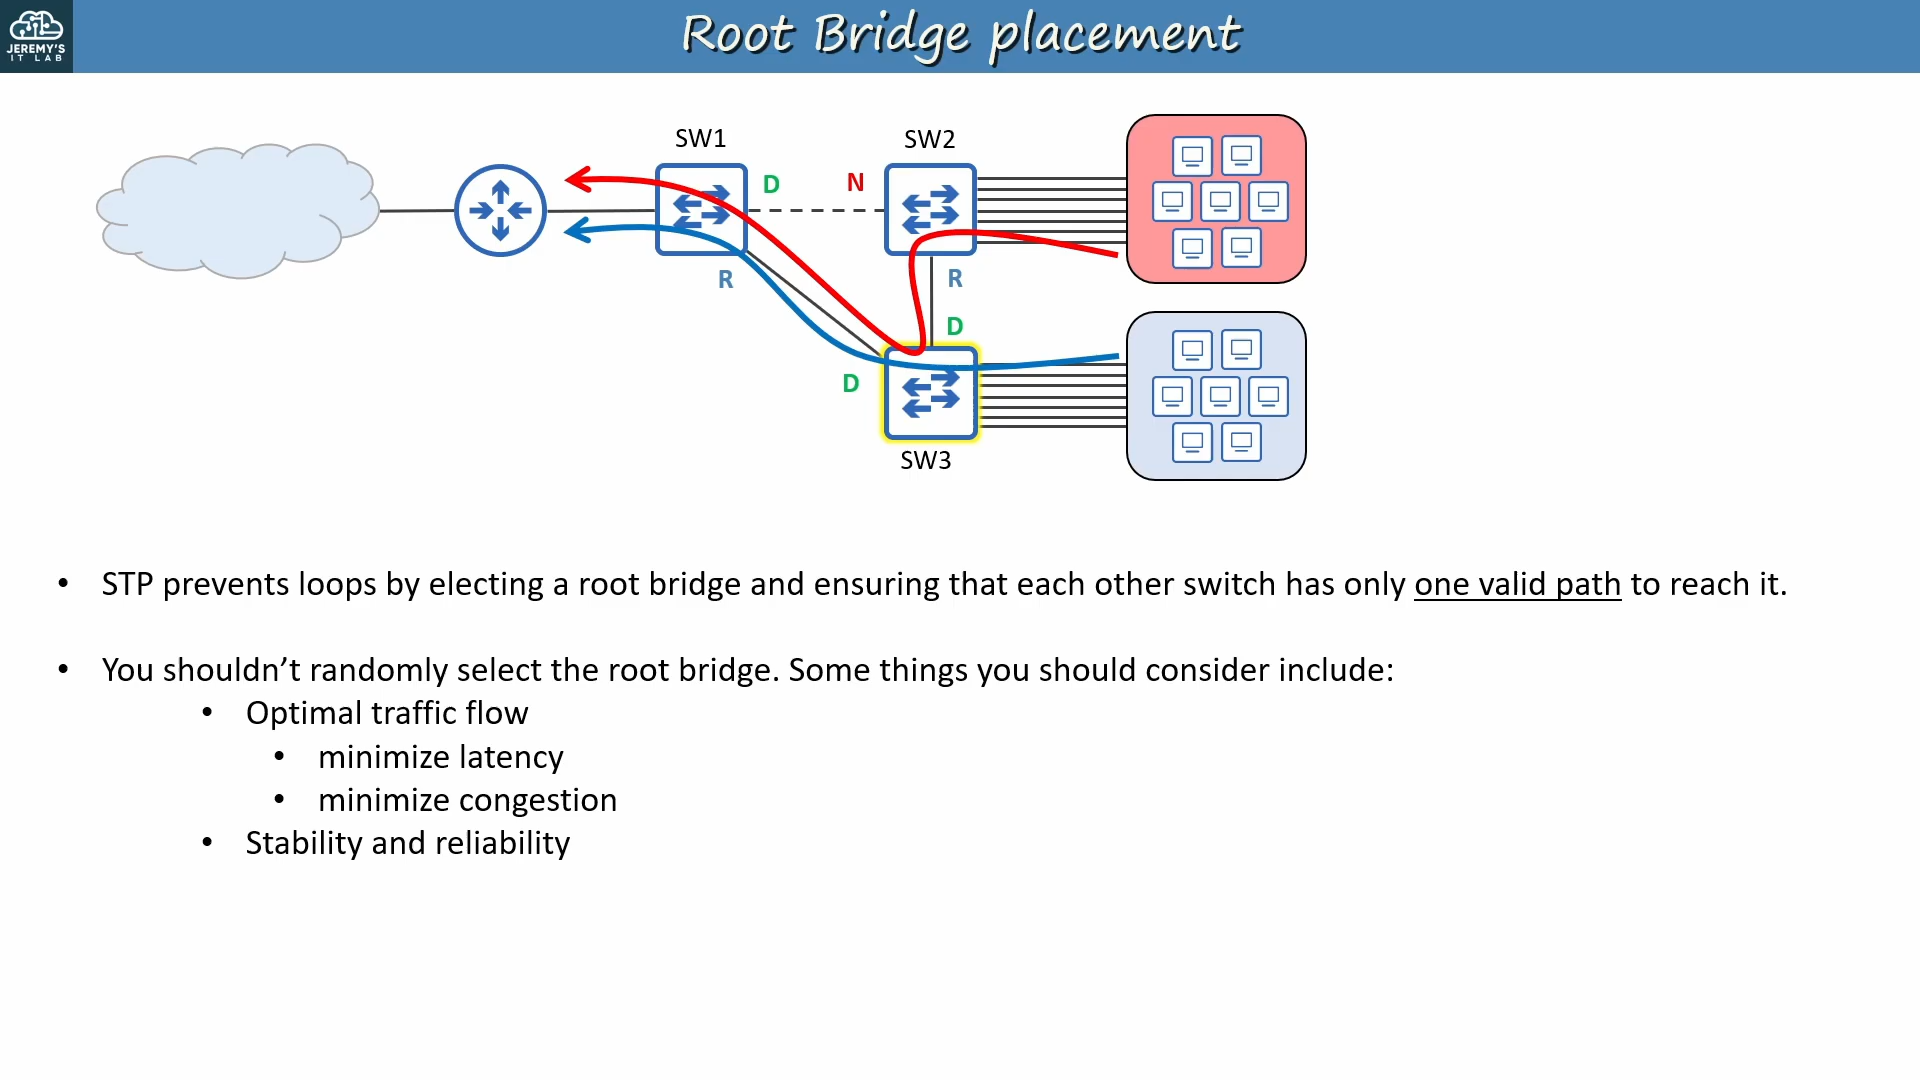 JEREMY'S
IT LAB
Root Bridge placement
SW1
SW2
D
N
R
R
D
D
SW3
• STP prevents loops by electing a root bridge and ensuring that each other switch has only one valid path to reach it.
• You shouldn’t randomly select the root bridge. Some things you should consider include:
• Optimal traffic flow
• minimize latency
• minimize congestion
• Stability and reliability